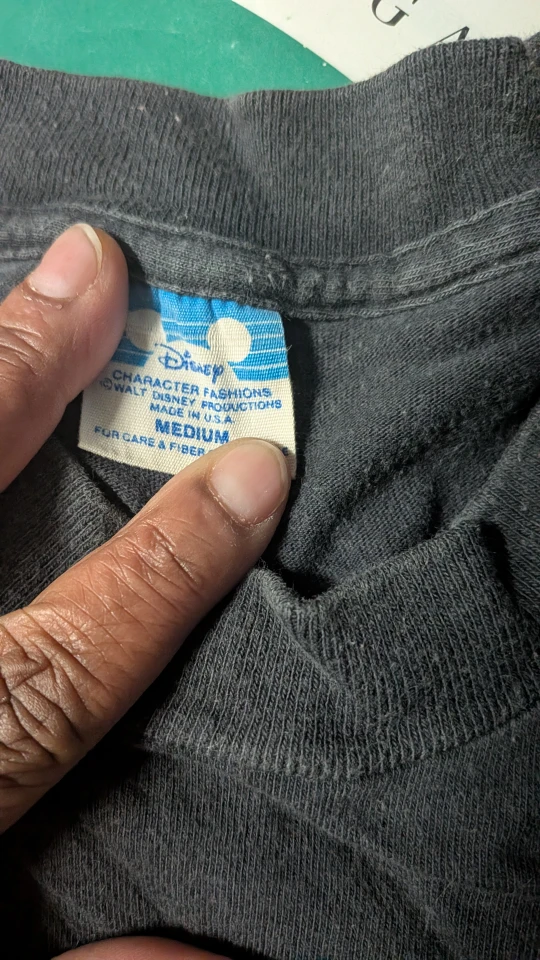 G A
Disney
CHARACTER FASHIONS
©WALT DISNEY PRODUCTIONS
MADE IN U.S.A.
MEDIUM
FOR CARE & FIBER